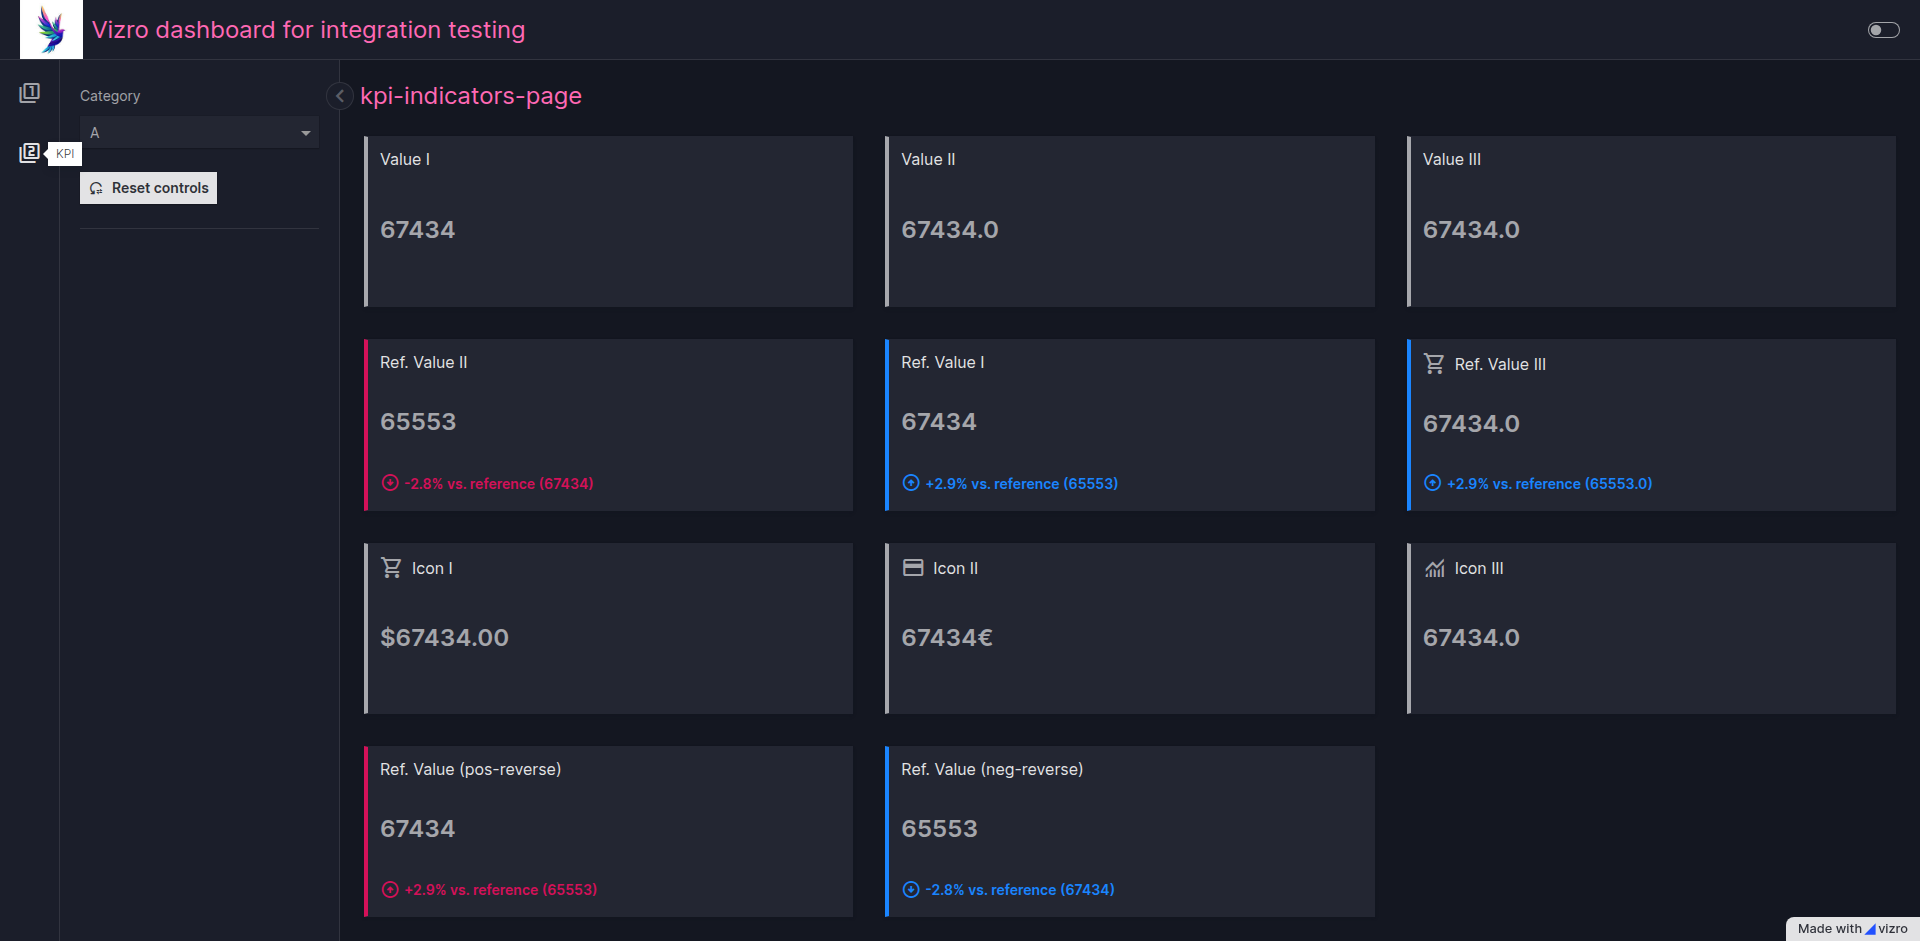 Vizro dashboard for integration testing
1
2
KPI
Category
A
Reset controls
kpi-indicators-page
Value I
67434
Value II
67434.0
Value III
67434.0
Ref. Value II
65553
-2.8% vs. reference (67434)
Ref. Value I
67434
+2.9% vs. reference (65553)
Ref. Value III
67434.0
+2.9% vs. reference (65553.0)
Icon I
$67434.00
Icon II
67434€
Icon III
67434.0
Ref. Value (pos-reverse)
67434
+2.9% vs. reference (65553)
Ref. Value (neg-reverse)
65553
-2.8% vs. reference (67434)
Made with vizro